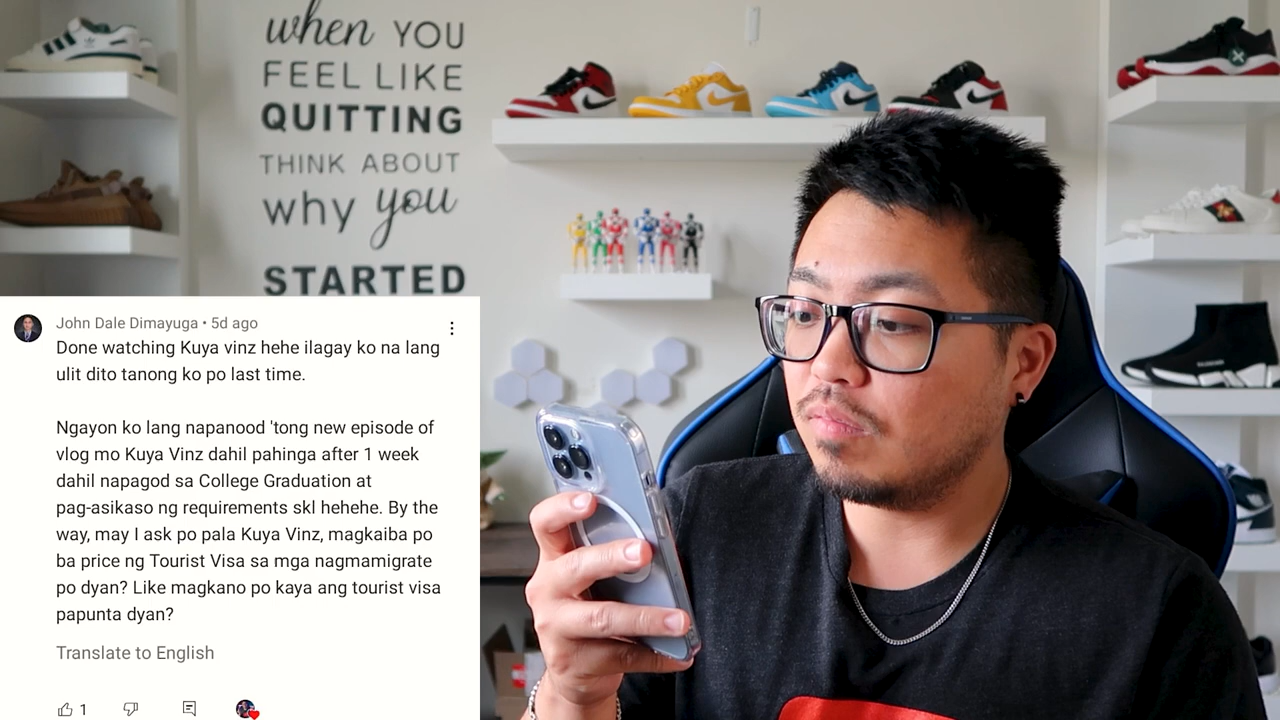 when YOU
FEEL LIKE
QUITTING
THINK ABOUT
why you
STARTED
John Dale Dimayuga • 5d ago
Done watching Kuya vinz hehe ilagay ko na lang
ulit dito tanong ko po last time.
Ngayon ko lang napanood 'tong new episode of
vlog mo Kuya Vinz dahil pahinga after 1 week
dahil napagod sa College Graduation at
pag-asikaso ng requirements skl hehehe. By the
way, may I ask po pala Kuya Vinz, magkaiba po
ba price ng Tourist Visa sa mga nagmamigrate
po dyan? Like magkano po kaya ang tourist visa
papunta dyan?
Translate to English
1